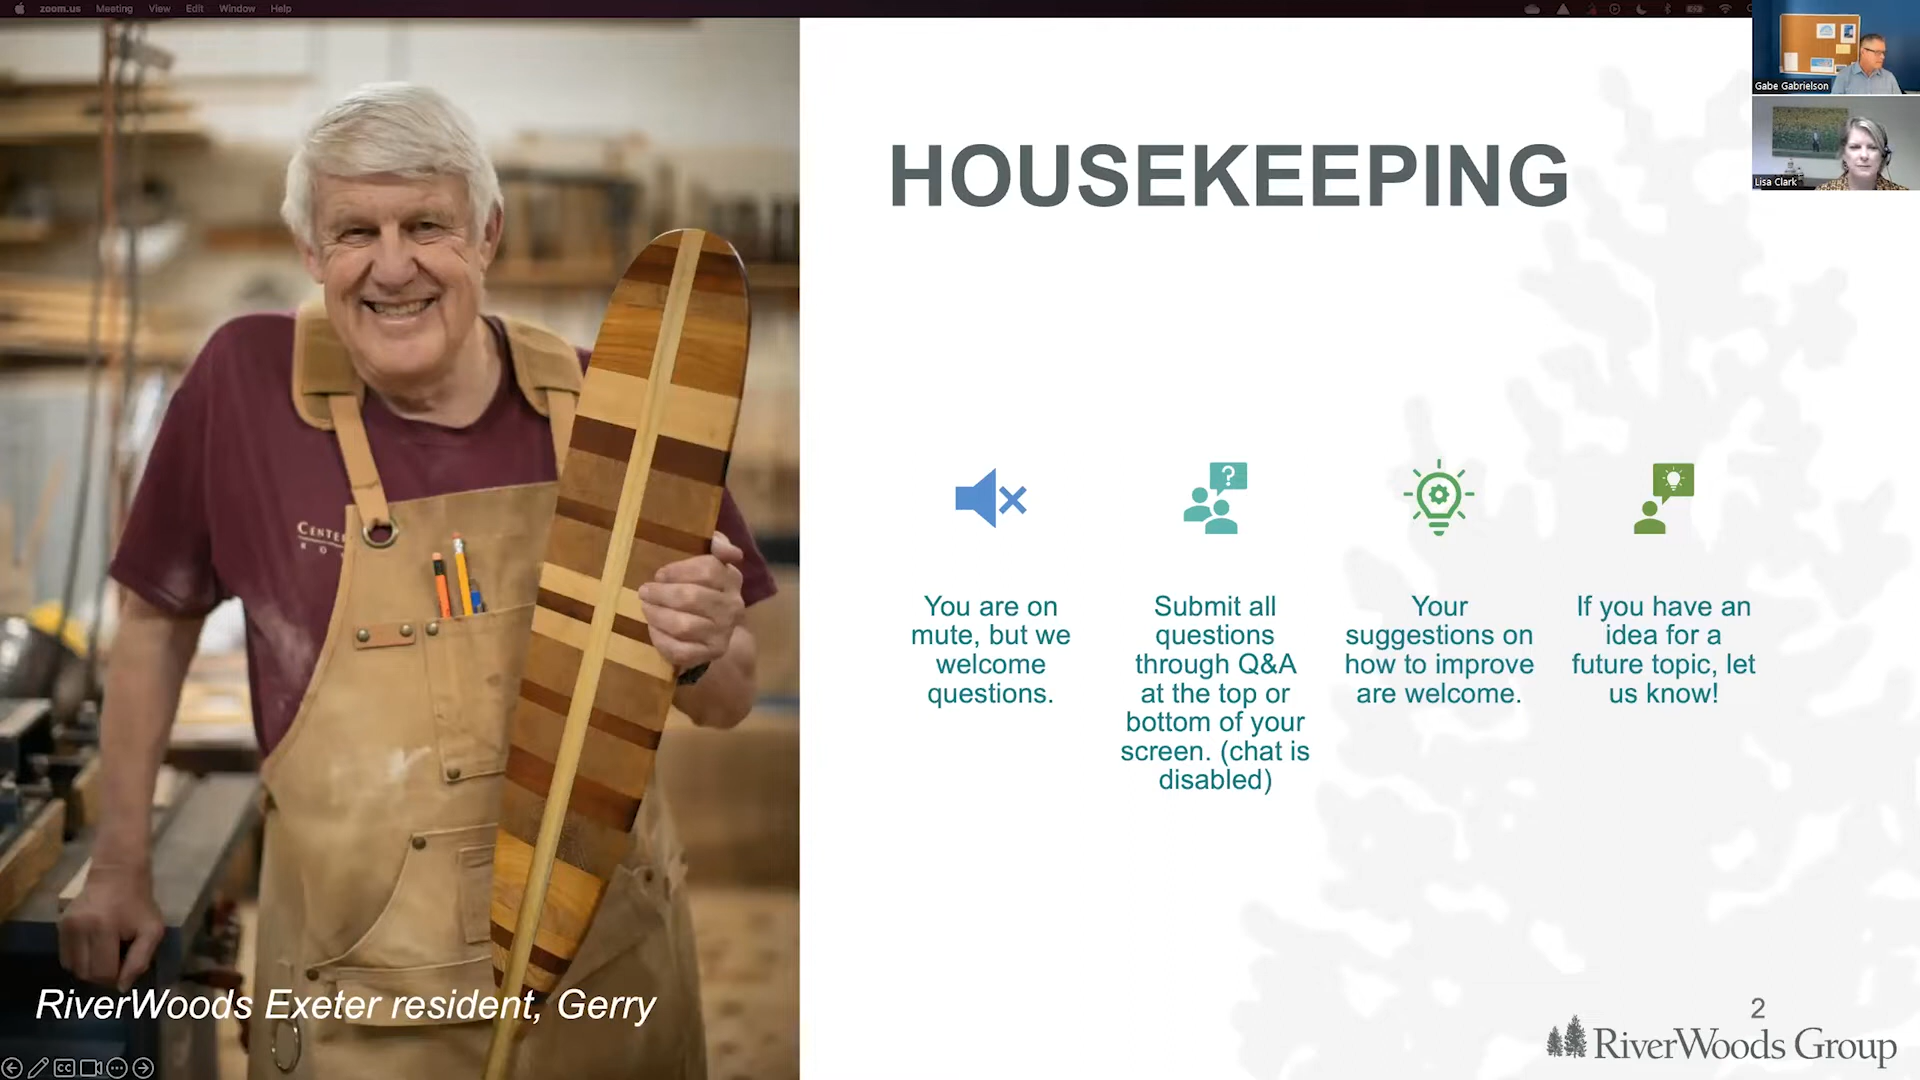 zoom.us Meeting View Edit Window Help
Gabe Gabrielson
Lisa Clark
HOUSEKEEPING
You are on
mute, but we
welcome
questions.
Submit all
questions
through Q&A
at the top or
bottom of your
screen. (chat is
disabled)
Your
suggestions on
how to improve
are welcome.
If you have an
idea for a
future topic, let
us know!
RiverWoods Exeter resident, Gerry
2
RiverWoods Group
CC